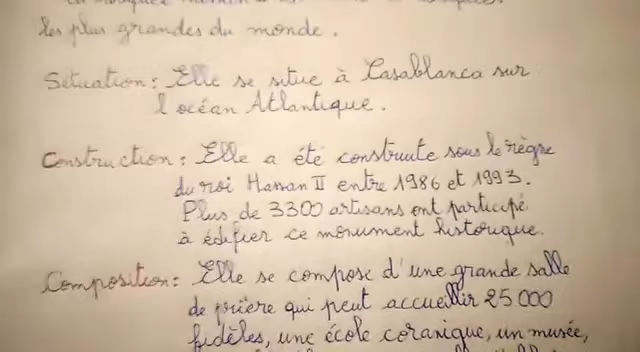 les plus grandes du monde.
Situation: Elle se situe à Casablanca sur
l'océan Atlantique.
Construction: Elle a été construite sous le règne
du roi Hassan II entre 1986 et 1993.
Plus de 3300 artisans ont participé
à édifier ce monument historique.
Composition: Elle se compose d'une grande salle
de prière qui peut accueillir 25 000
fidèles, une école coranique, un musée,